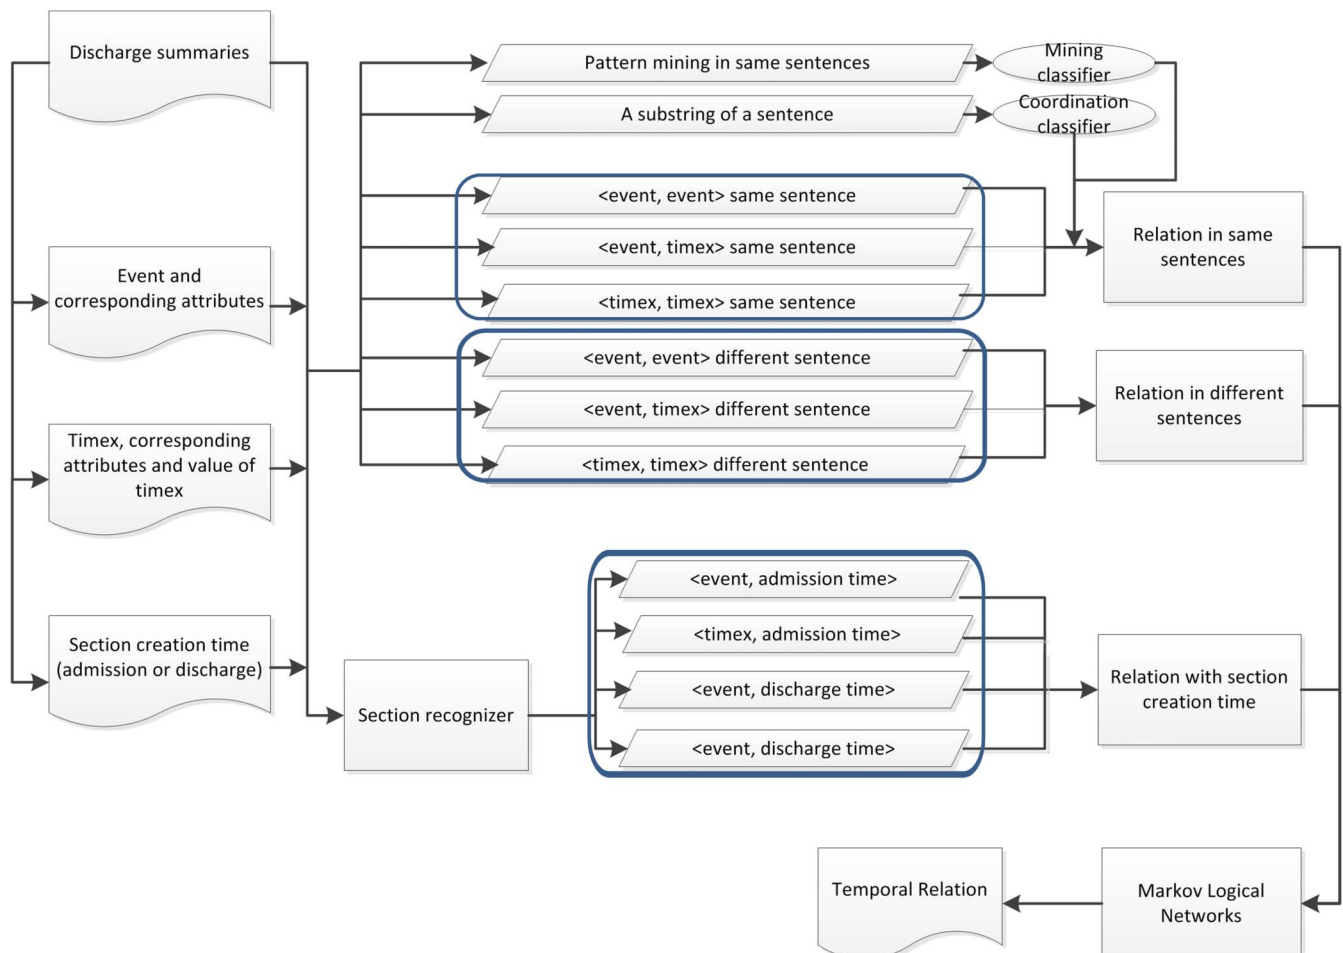 Discharge summaries
Event and
corresponding attributes
Timex, corresponding
attributes and value of
timex
Section creation time
(admission or discharge)
Pattern mining in same sentences
Mining
classifier
A substring of a sentence
Coordination
classifier
<event, event> same sentence
<event, timex> same sentence
<timex, timex> same sentence
Relation in same
sentences
<event, event> different sentence
<event, timex> different sentence
<timex, timex> different sentence
Relation in different
sentences
Section recognizer
<event, admission time>
<timex, admission time>
<event, discharge time>
<event, discharge time>
Relation with section
creation time
Temporal Relation
Markov Logical
Networks